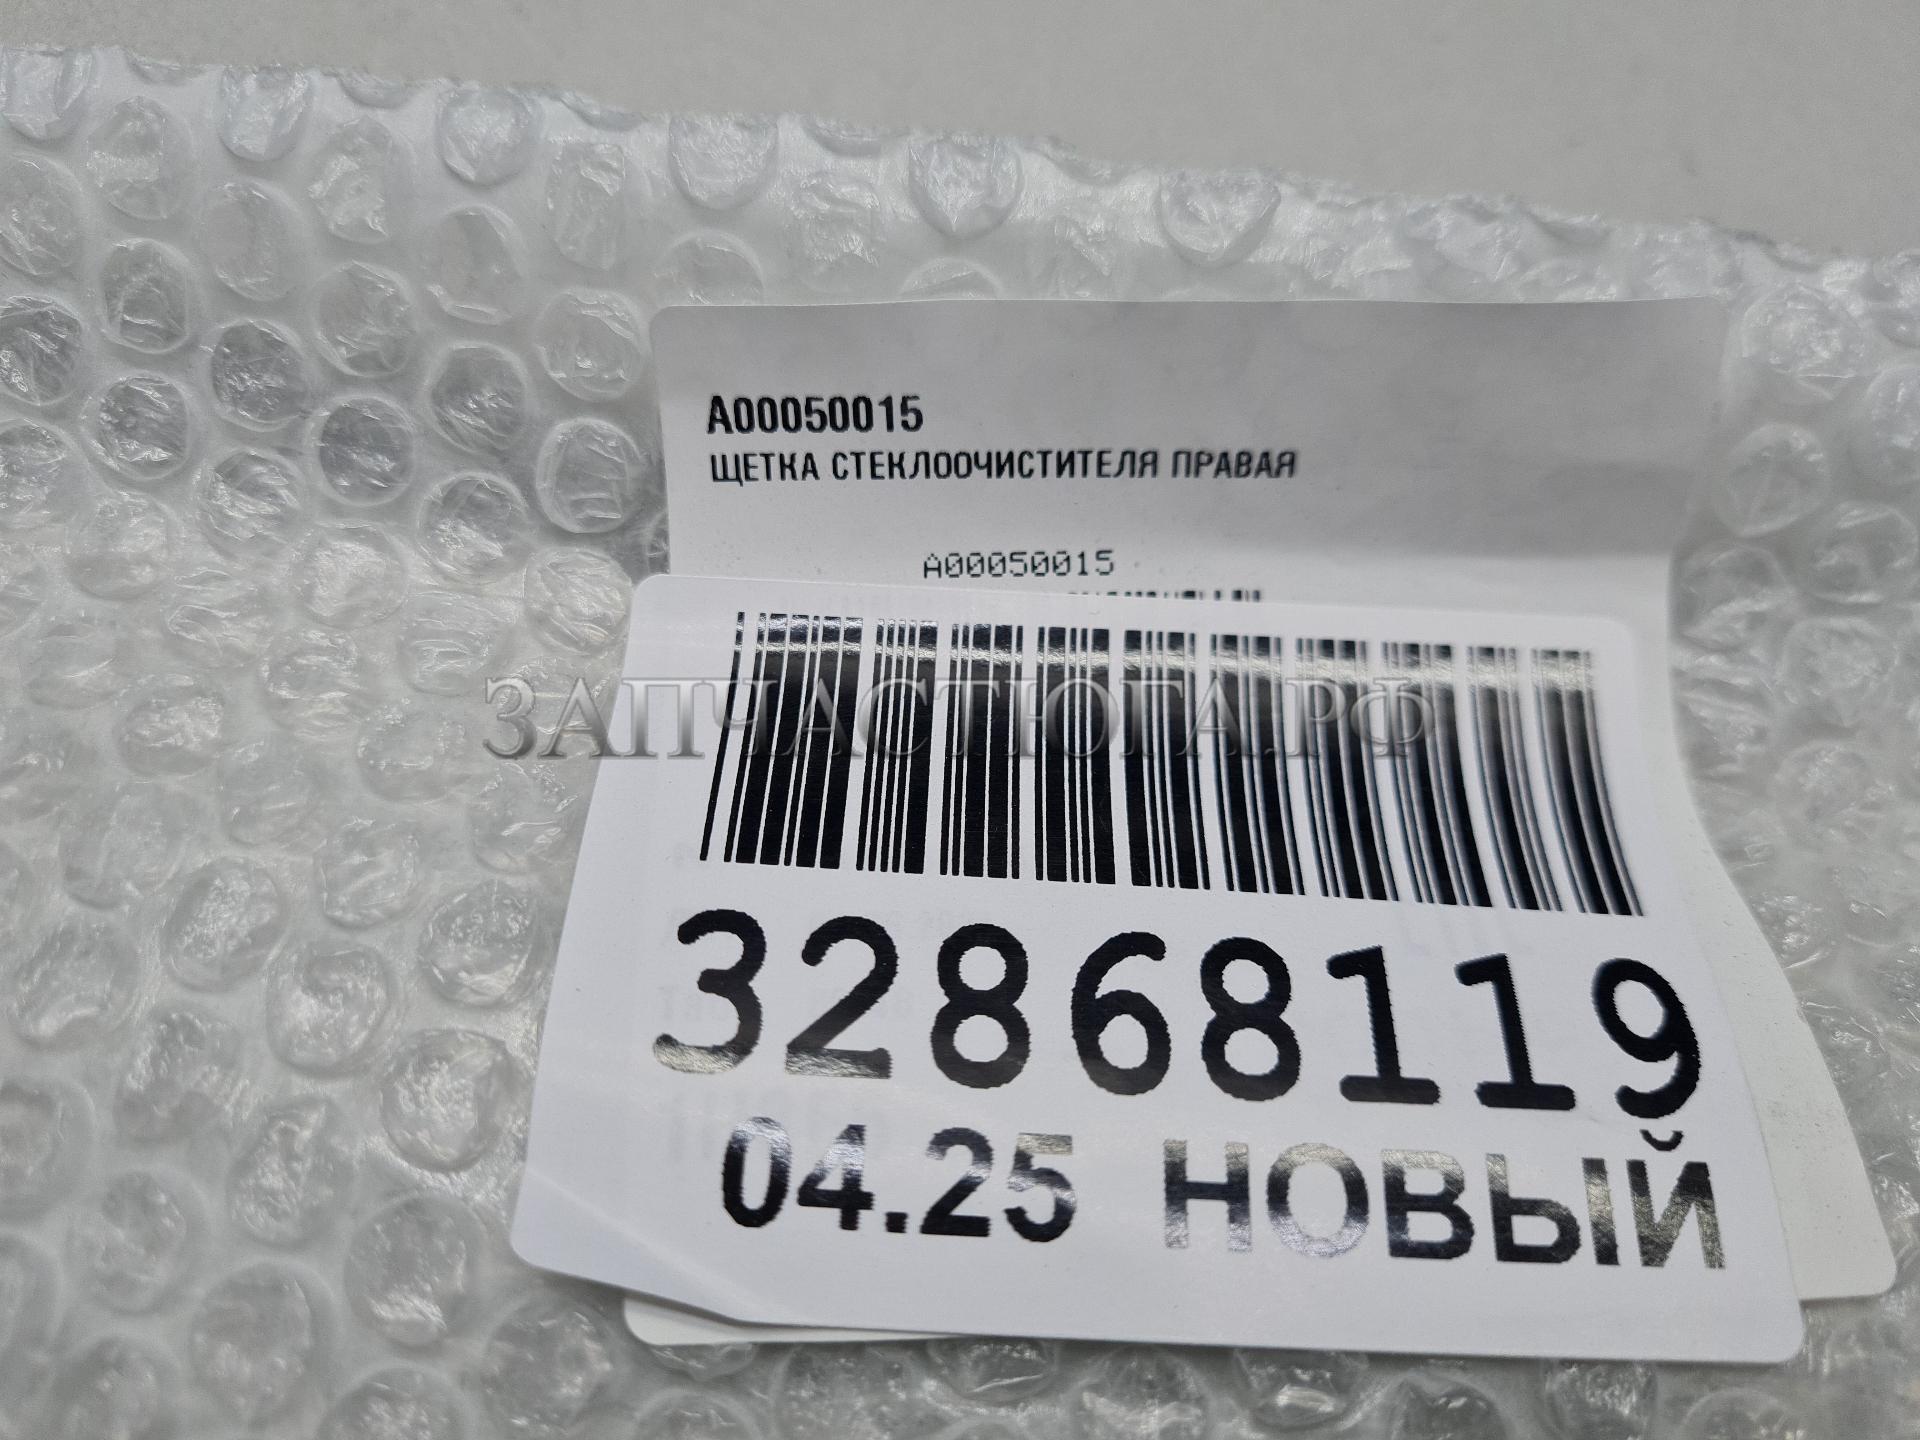 A00050015
ЩЕТКА СТЕКЛООЧИСТИТЕЛЯ ПРАВАЯ
A00050015
ЗАПЧАСТЮГА.РФ
32868119
04.25 НОВЫЙ